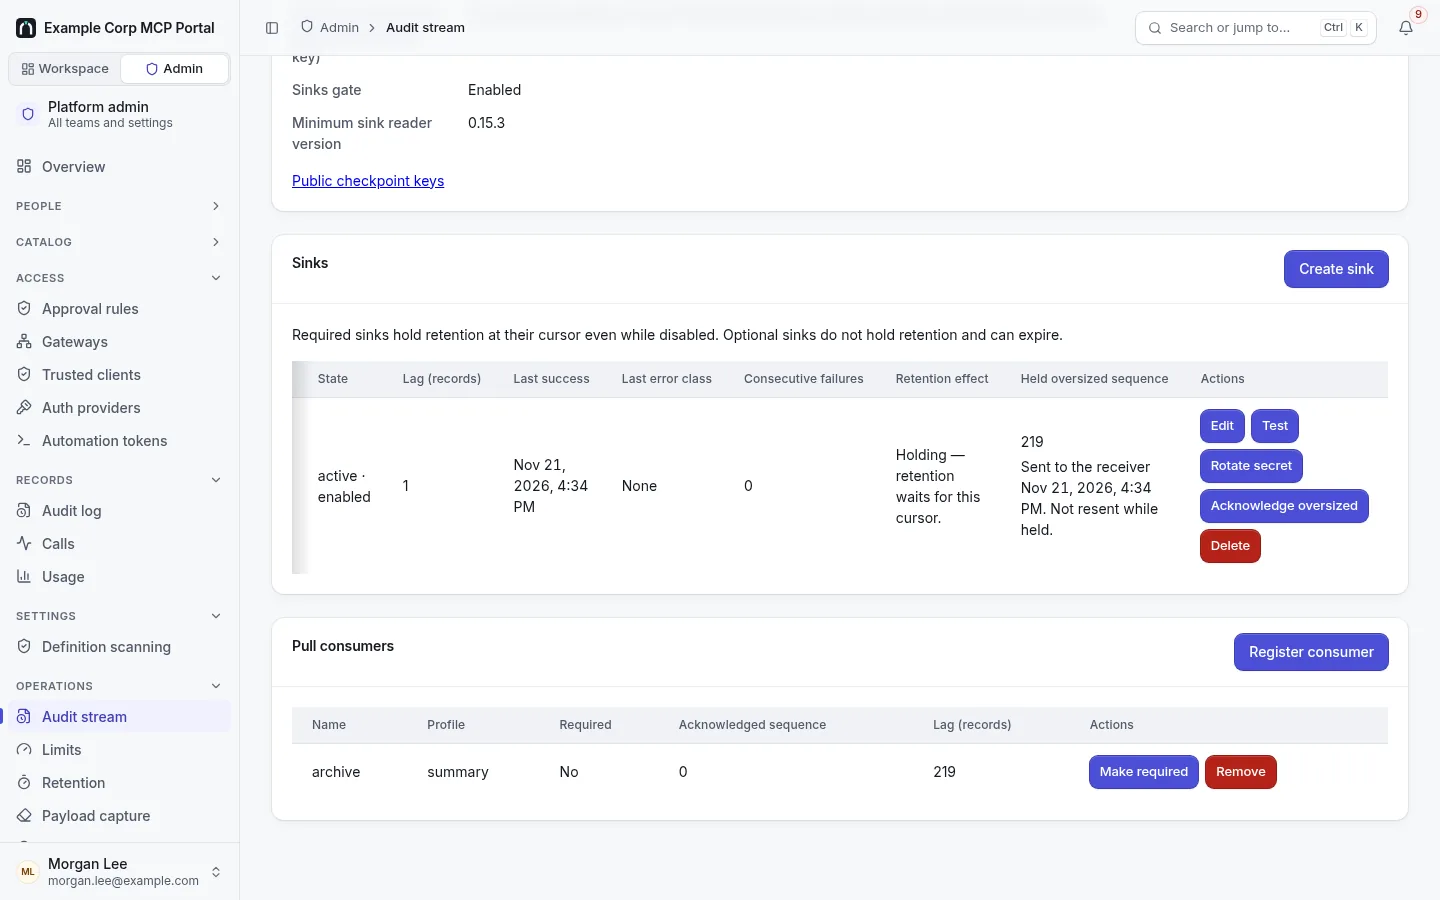 Example Corp MCP Portal
Workspace
Admin
Platform admin
All teams and settings
Overview
PEOPLE
CATALOG
ACCESS
Approval rules
Gateways
Trusted clients
Auth providers
Automation tokens
RECORDS
Audit log
Calls
Usage
SETTINGS
Definition scanning
OPERATIONS
Audit stream
Limits
Retention
Payload capture
ML
Morgan Lee
morgan.lee@example.com
Admin
Audit stream
Search or jump to...
Ctrl K
9
key)
Sinks gate
Enabled
Minimum sink reader
version
0.15.3
Public checkpoint keys
Sinks
Create sink
Required sinks hold retention at their cursor even while disabled. Optional sinks do not hold retention and can expire.
State
Lag (records)
Last success
Last error class
Consecutive failures
Retention effect
Held oversized sequence
Actions
active ·
enabled
1
Nov 21,
2026, 4:34
PM
None
0
Holding —
retention
waits for this
cursor.
219
Sent to the receiver
Nov 21, 2026, 4:34
PM. Not resent while
held.
Edit
Test
Rotate secret
Acknowledge oversized
Delete
Pull consumers
Register consumer
Name
Profile
Required
Acknowledged sequence
Lag (records)
Actions
archive
summary
No
0
219
Make required
Remove